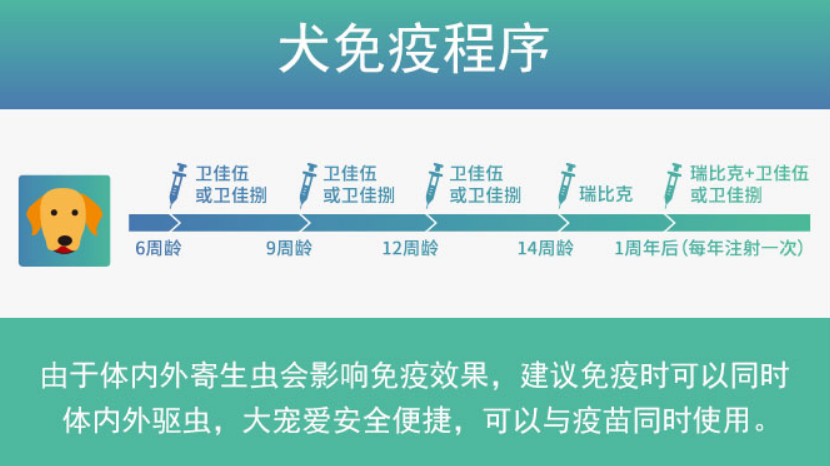 犬免疫程序
卫佳伍
或卫佳捌
卫佳伍
或卫佳捌
卫佳伍
或卫佳捌
瑞比克
瑞比克+卫佳伍
或卫佳捌
6周龄
9周龄
12周龄
14周龄
1周年后(每年注射一次)
由于体内外寄生虫会影响免疫效果，建议免疫时可以同时
体内外驱虫，大宠爱安全便捷，可以与疫苗同时使用。